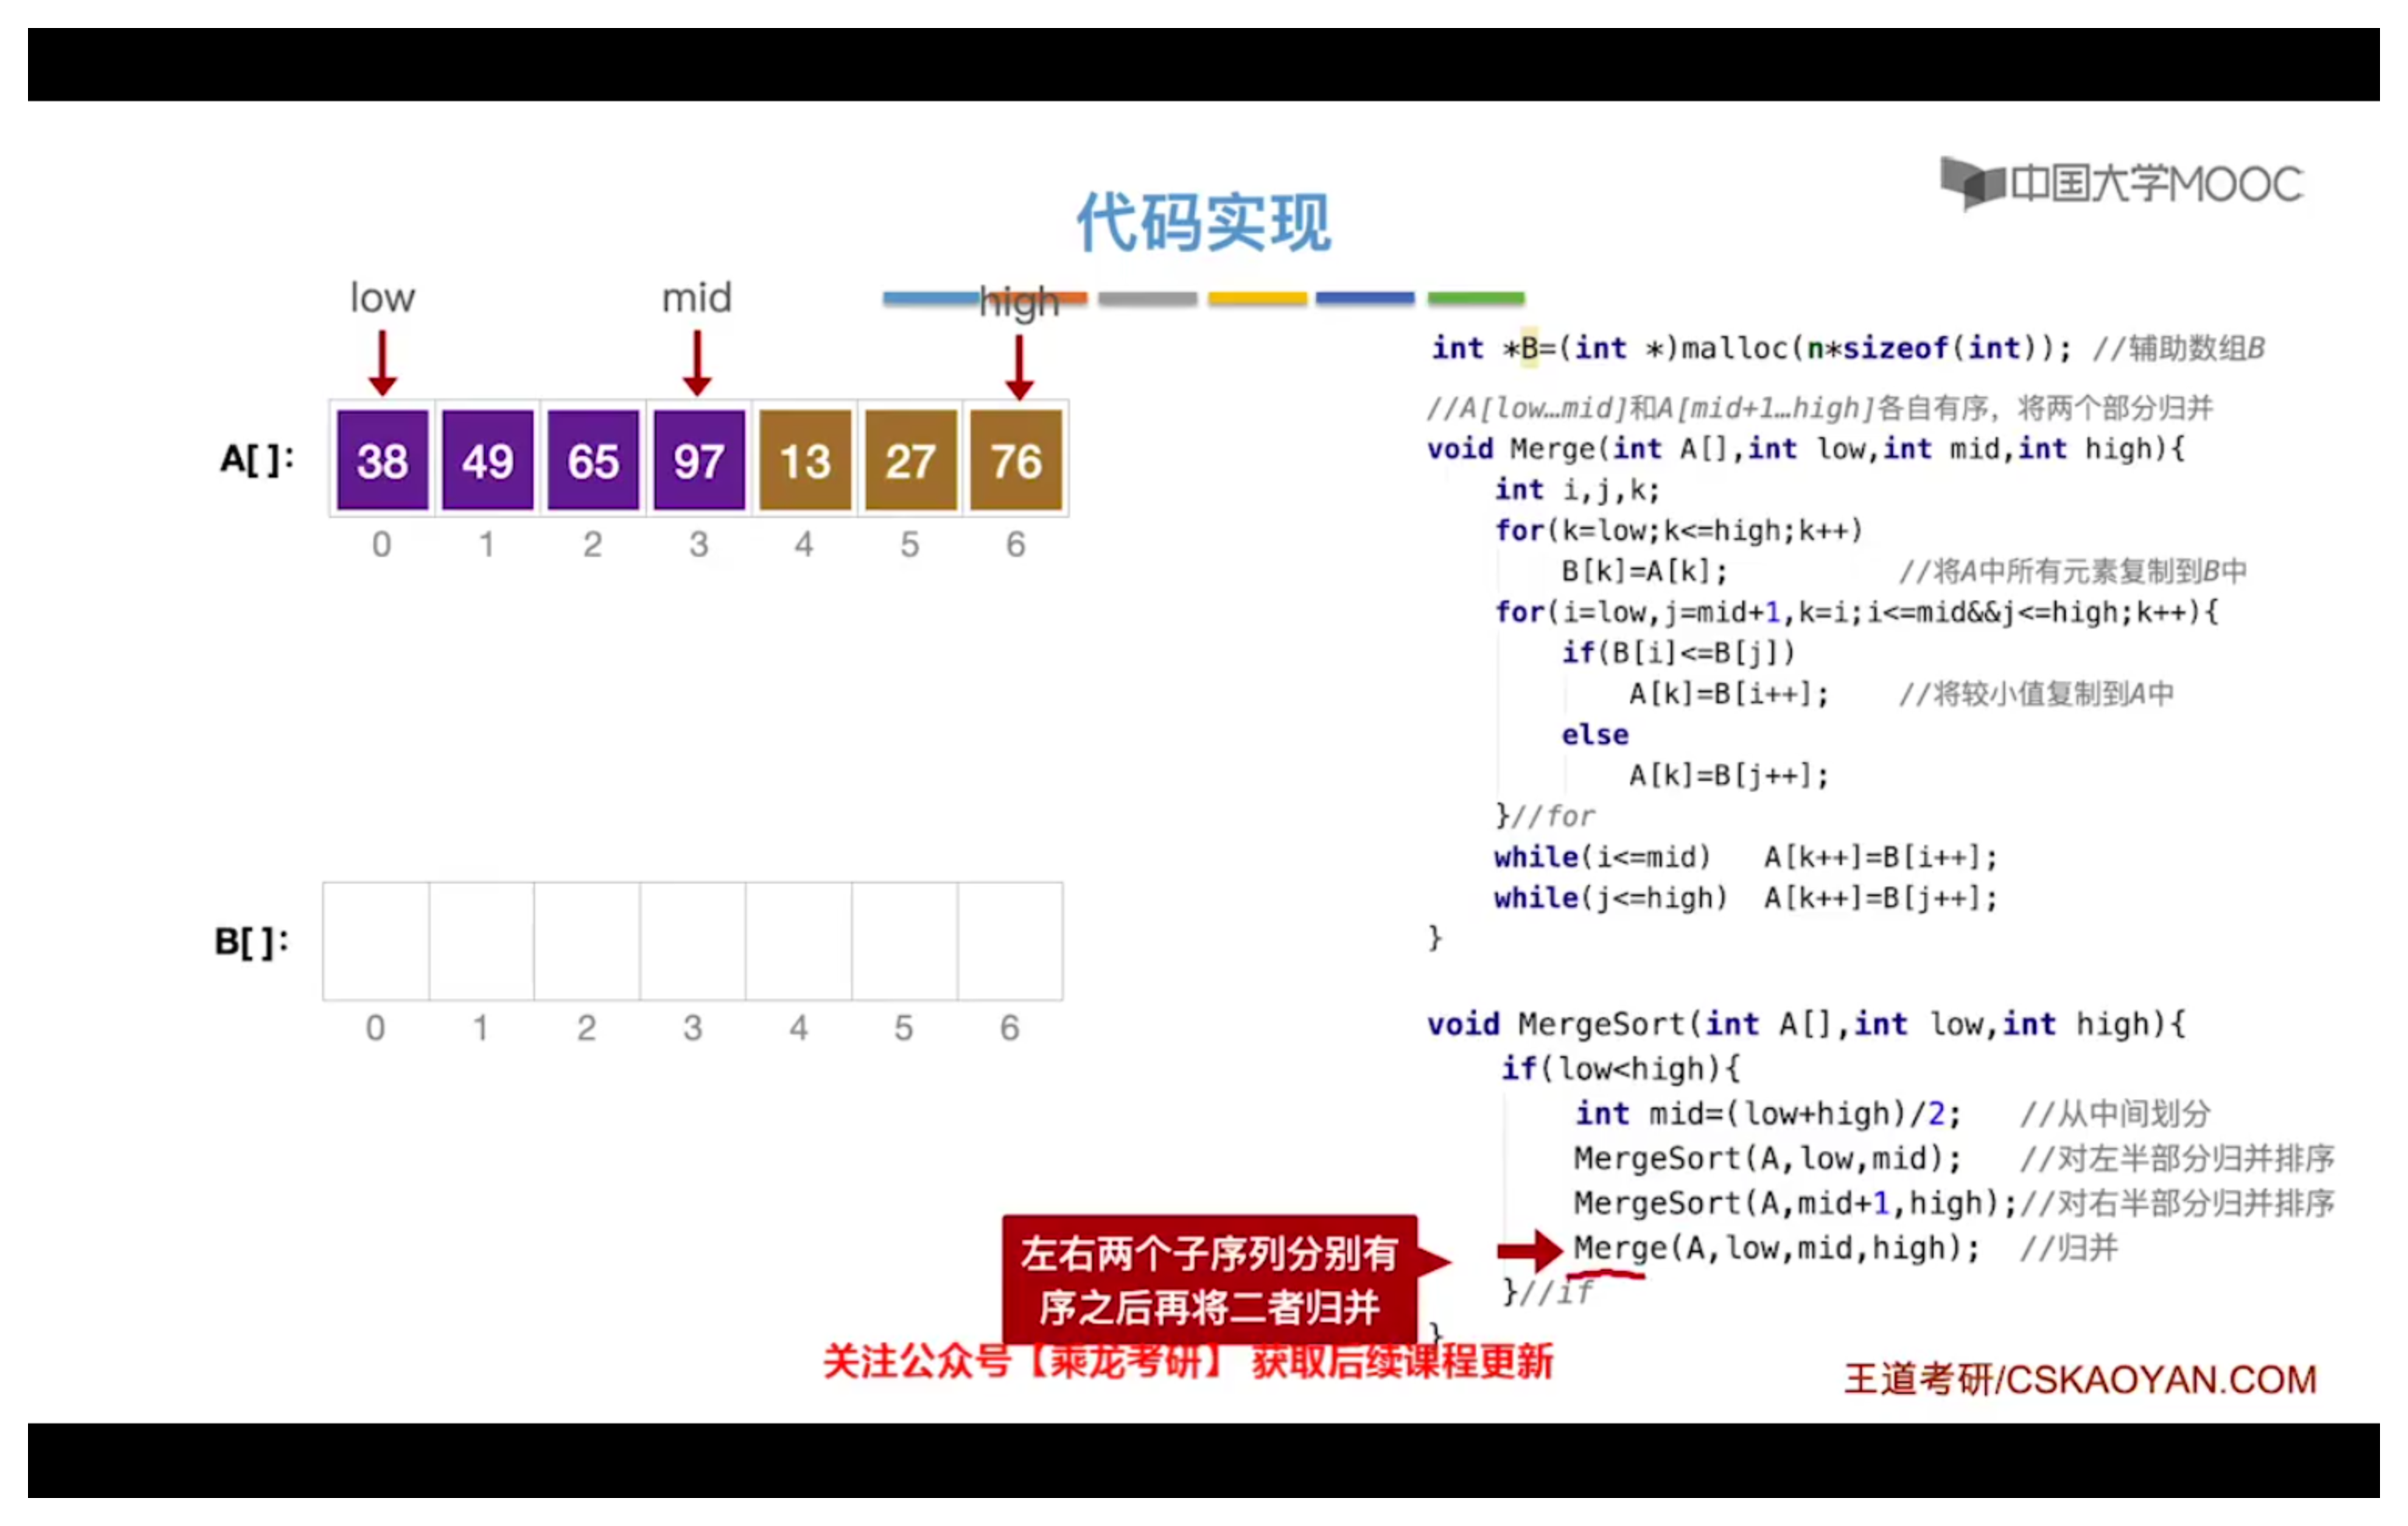 中国大学MOOC
代码实现
low
mid
high
A[ ]:
38 49 65 97 13 27 76
0 1 2 3 4 5 6
B[ ]:
0 1 2 3 4 5 6
int *B=(int *)malloc(n*sizeof(int)); //辅助数组B
//A[low…mid]和A[mid+1…high]各自有序，将两个部分归并
void Merge(int A[],int low,int mid,int high){
int i,j,k;
for(k=low;k<=high;k++)
B[k]=A[k]; //将A中所有元素复制到B中
for(i=low,j=mid+1,k=i;i<=mid&&j<=high;k++){
if(B[i]<=B[j])
A[k]=B[i++]; //将较小值复制到A中
else
A[k]=B[j++];
}//for
while(i<=mid) A[k++]=B[i++];
while(j<=high) A[k++]=B[j++];
}
void MergeSort(int A[],int low,int high){
if(low<high){
int mid=(low+high)/2; //从中间划分
MergeSort(A,low,mid); //对左半部分归并排序
MergeSort(A,mid+1,high);//对右半部分归并排序
Merge(A,low,mid,high); //归并
}//if
}
左右两个子序列分别有
序之后再将二者归并
关注公众号【乘龙考研】 获取后续课程更新
王道考研/CSKAOYAN.COM